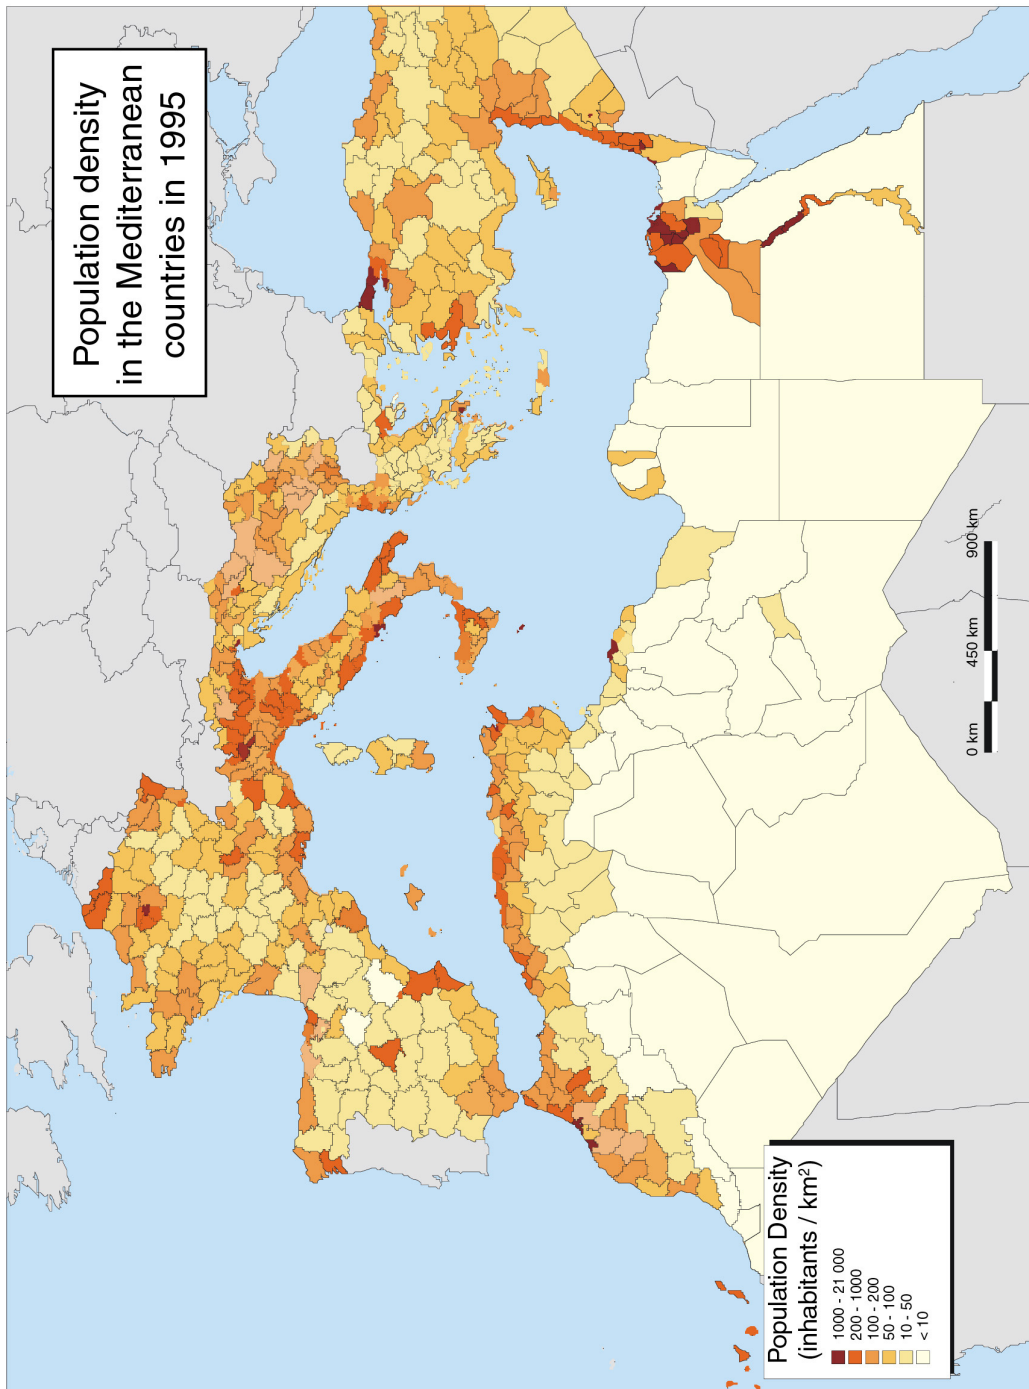 Population density
in the Mediterranean
countries in 1995
Population Density
(inhabitants / km²)
1000 - 21 000
200 - 1000
100 - 200
50 - 100
10 - 50
< 10
0 km 450 km 900 km